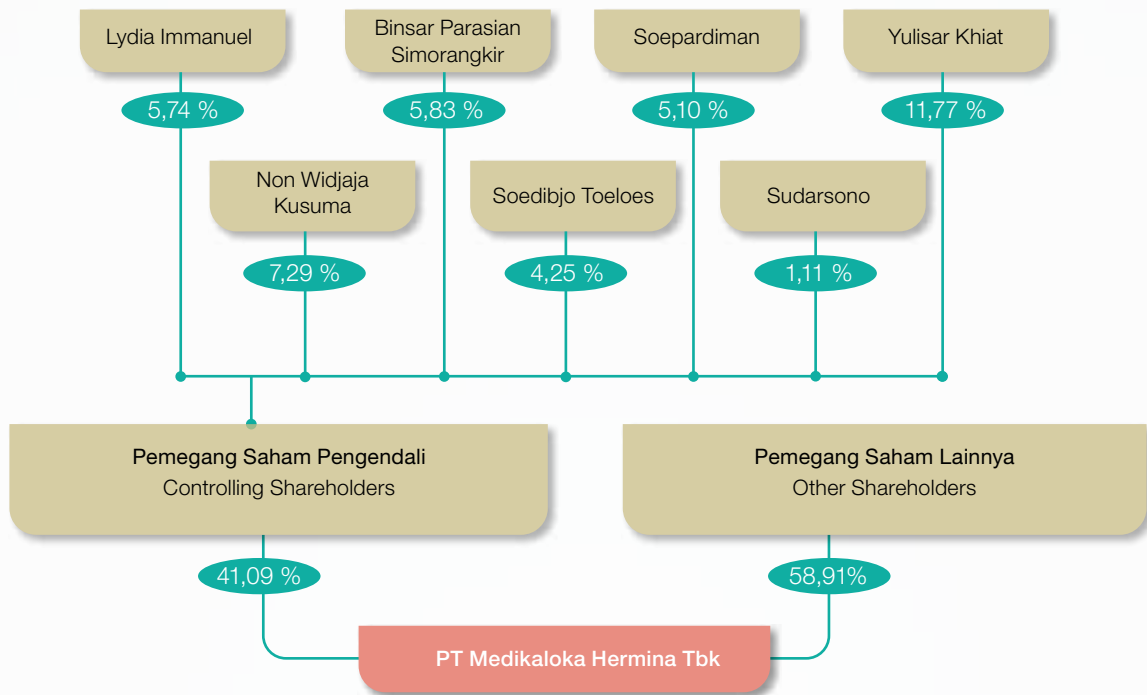 Lydia Immanuel
Binsar Parasian
Simorangkir
Soepardiman
Yulisar Khiat
5,74 %
5,83 %
5,10 %
11,77 %
Non Widjaja
Kusuma
Soedibjo Toeloes
Sudarsono
7,29 %
4,25 %
1,11 %
Pemegang Saham Pengendali
Controlling Shareholders
Pemegang Saham Lainnya
Other Shareholders
41,09 %
58,91%
PT Medikaloka Hermina Tbk